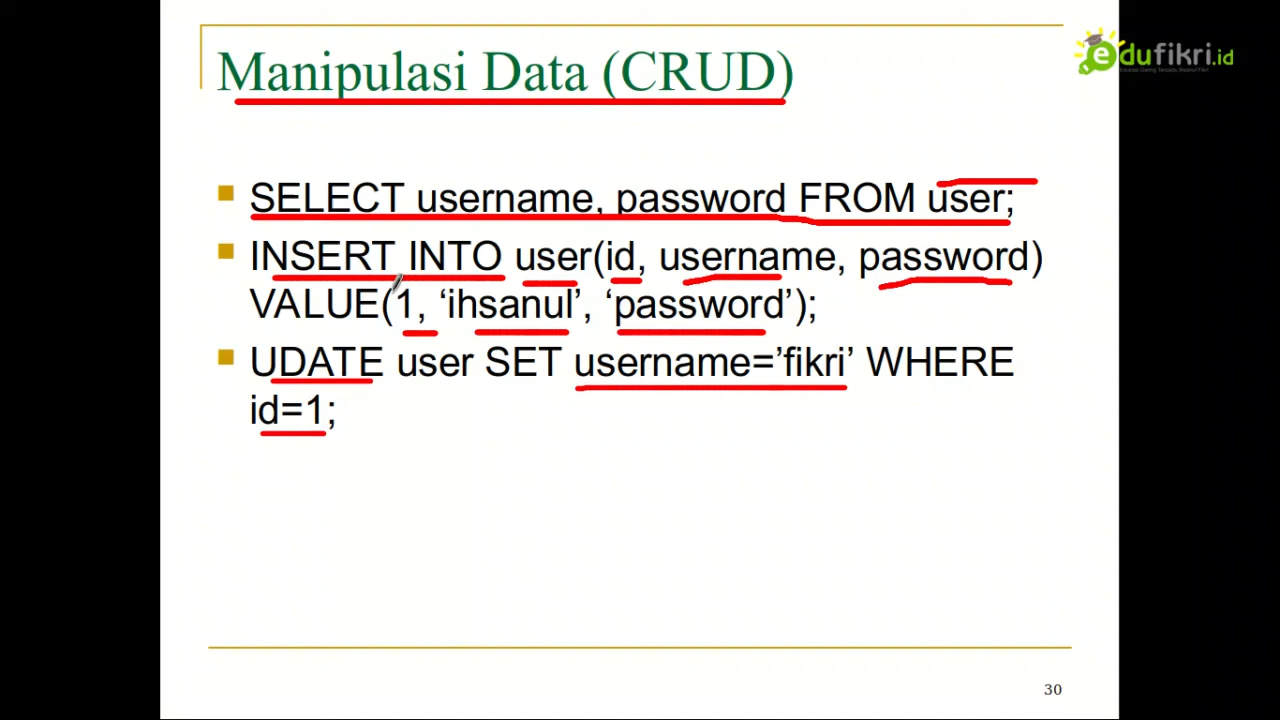 Manipulasi Data (CRUD)
edufikri.id
SELECT username, password FROM user;
INSERT INTO user(id, username, password)
VALUE(1, ‘ihsanul’, ‘password’);
UDATE user SET username=’fikri’ WHERE
id=1;
30